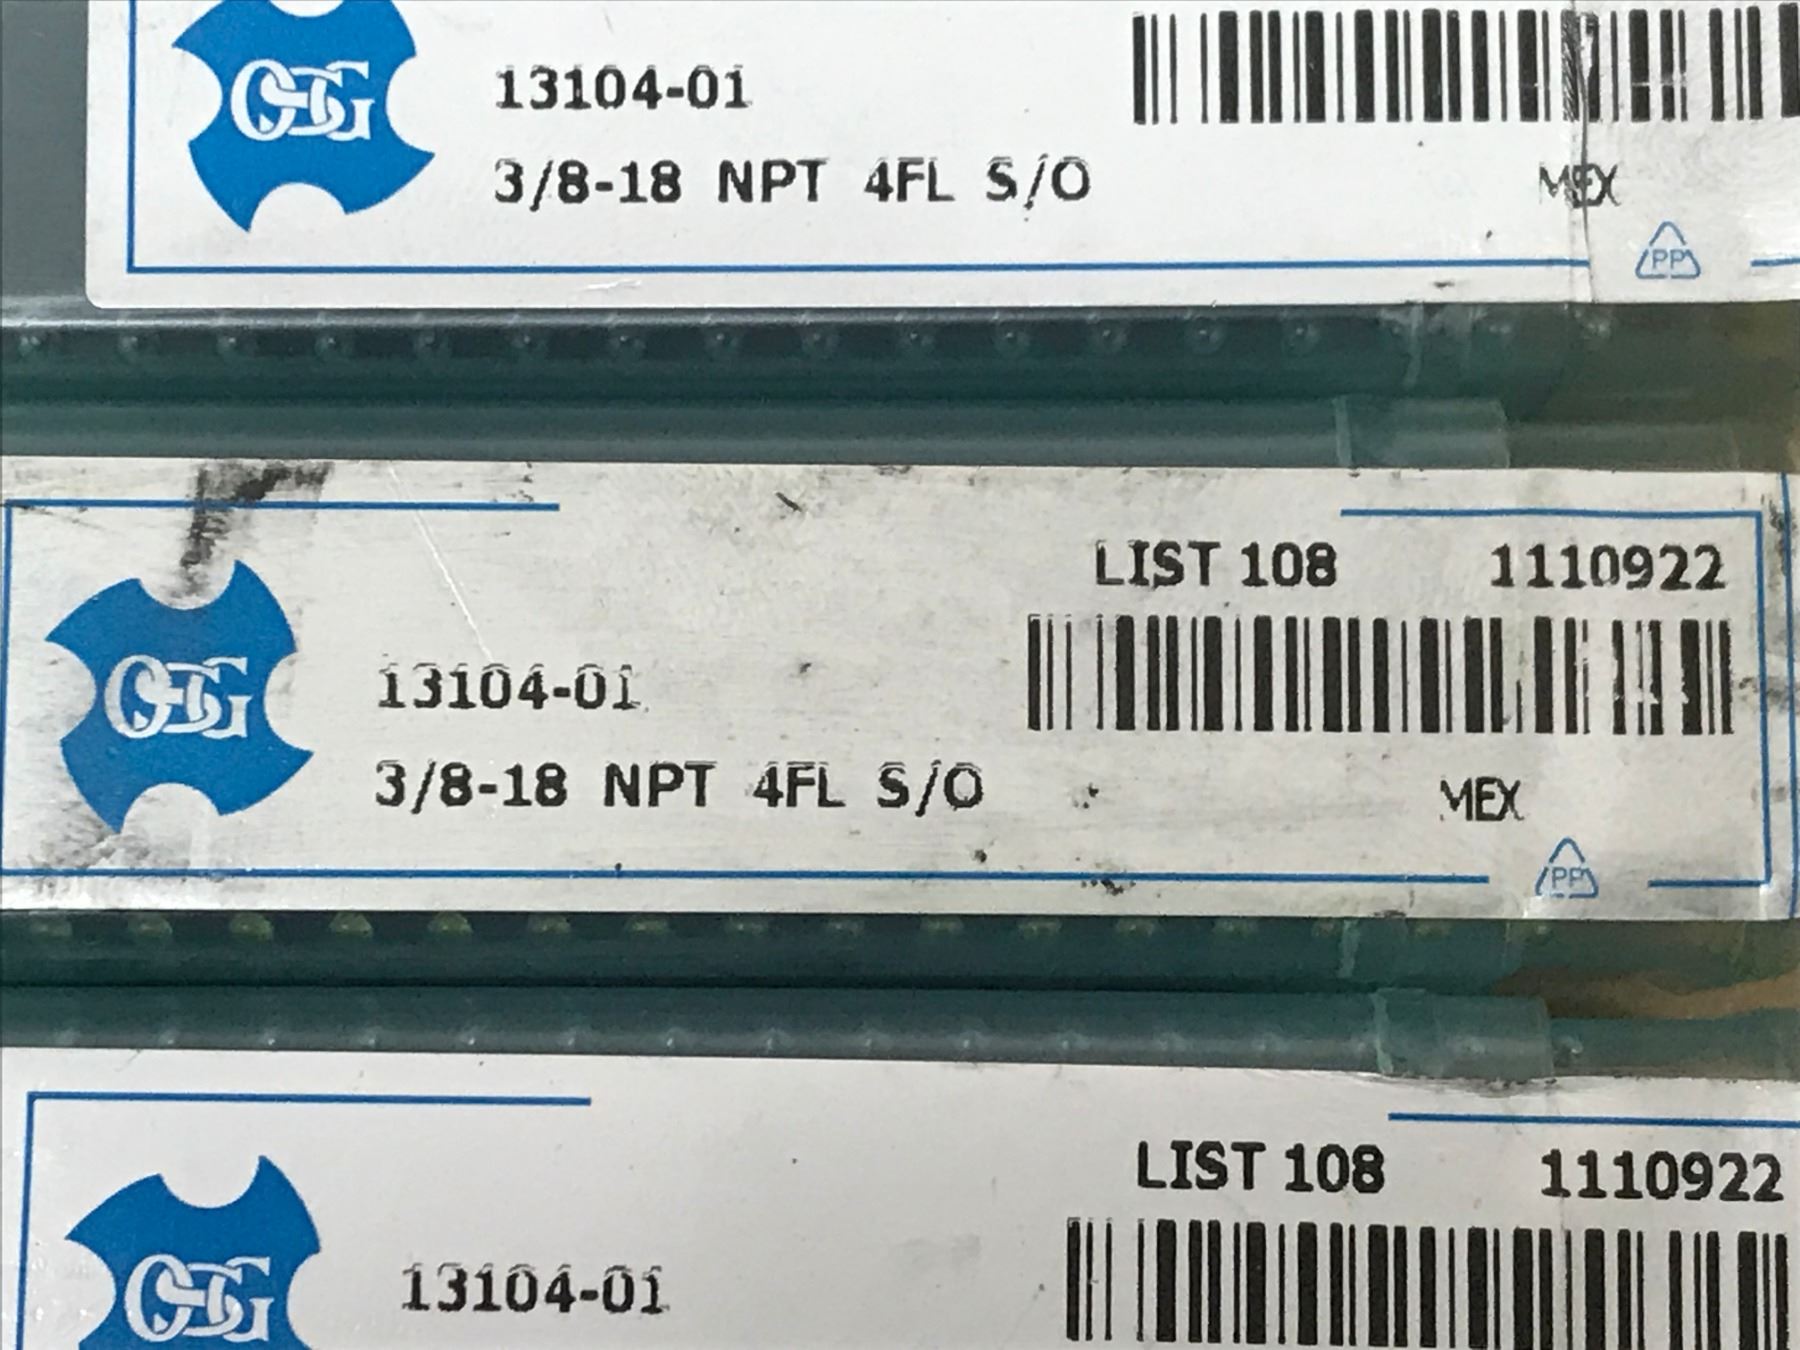 OSG
13104-01
3/8-18 NPT 4FL S/O
MEX
PP
LIST 108 1110922
OSG
13104-01
3/8-18 NPT 4FL S/O
MEX
PP
LIST 108 1110922
OSG
13104-01